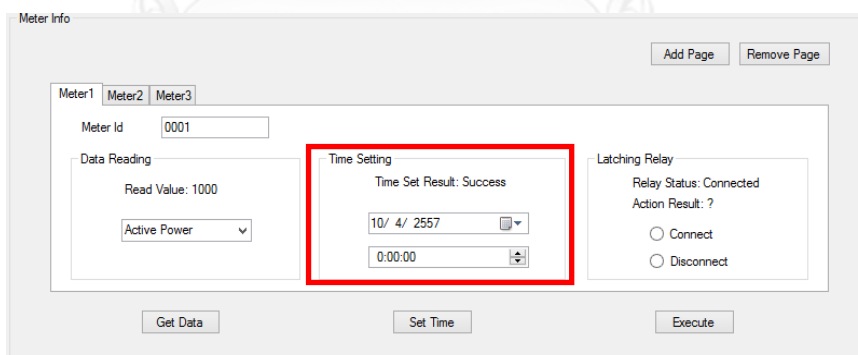 Meter Info
Add Page Remove Page
Meter1 Meter2 Meter3
Meter Id 0001
Data Reading
Read Value: 1000
Active Power
Time Setting
Time Set Result: Success
10/ 4/ 2557
0:00:00
Latching Relay
Relay Status: Connected
Action Result: ?
Connect
Disconnect
Get Data Set Time Execute